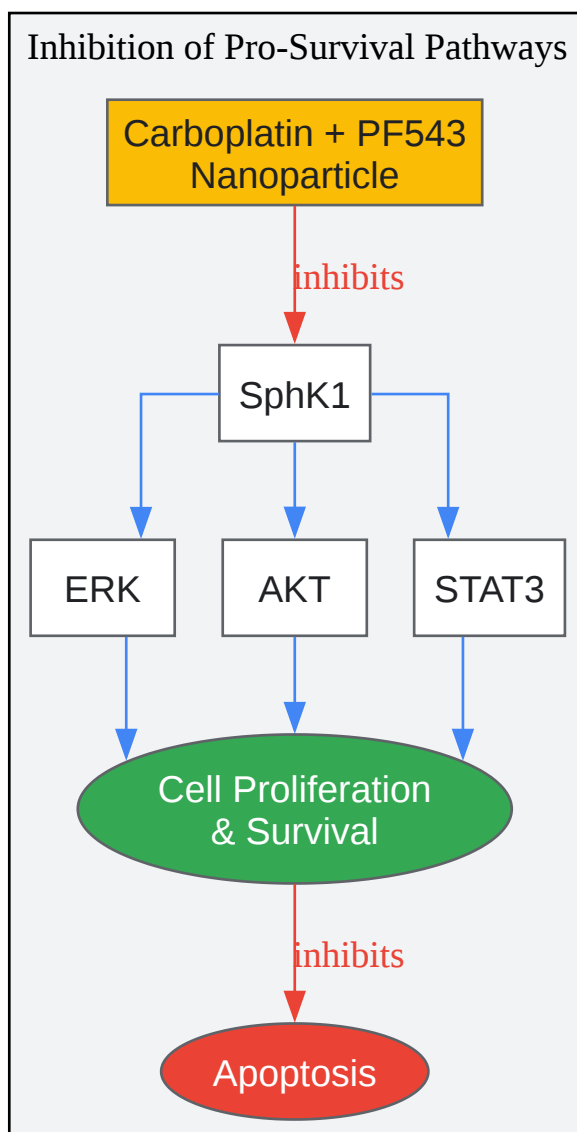 Inhibition of Pro-Survival Pathways
Carboplatin + PF543
Nanoparticle
inhibits
SphK1
ERK
AKT
STAT3
Cell Proliferation
& Survival
inhibits
Apoptosis